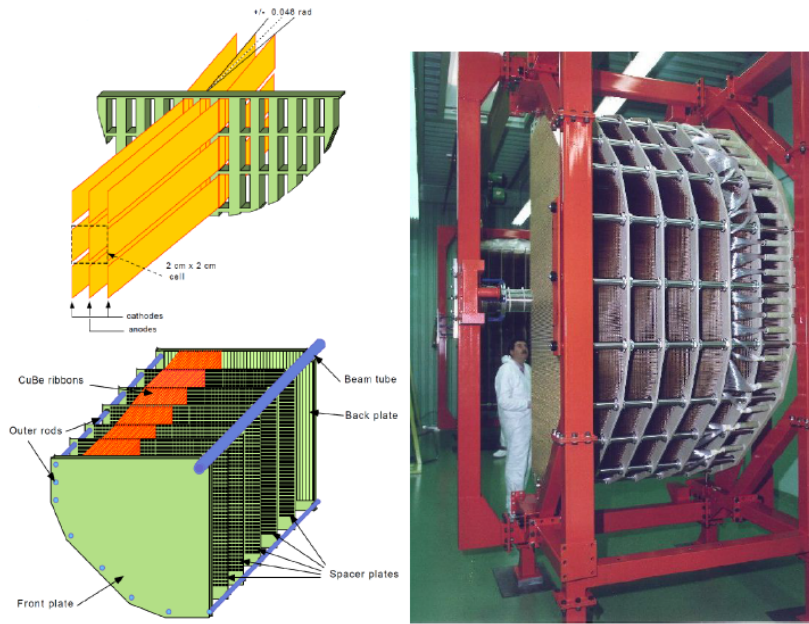 +/- 0.048 rad
2 cm x 2 cm
cell
cathodes
anodes
CuBe ribbons
Beam tube
Back plate
Outer rods
Spacer plates
Front plate